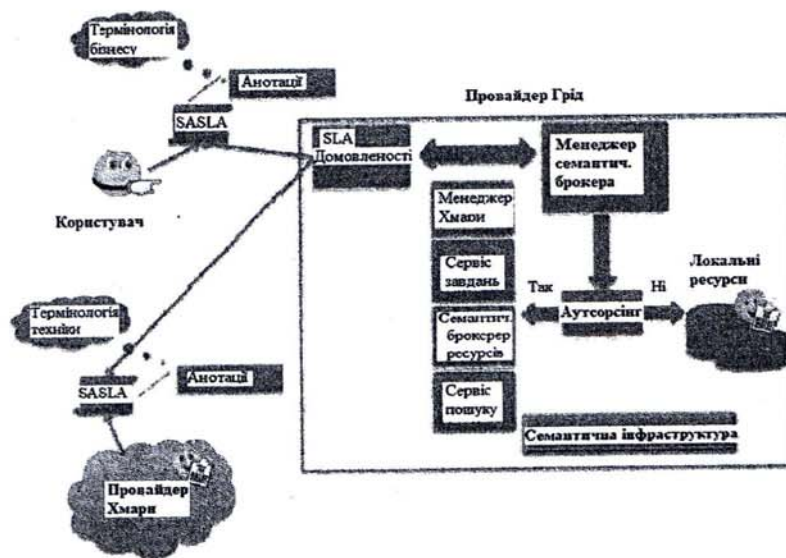 Термінологія
бізнесу
Анотації
SASLA
Користувач
Провайдер Грід
SLA
Домовленості
Менеджер
семантич.
брокера
Менеджер
Хмари
Сервіс
завдань
Семантич.
броксрер
ресурсів
Сервіс
пошуку
Так
Аутсорсінг
Ні
Локальні
ресурси
Семантична інфраструктура
Термінологія
техніки
Анотації
SASLA
Провайдер
Хмари